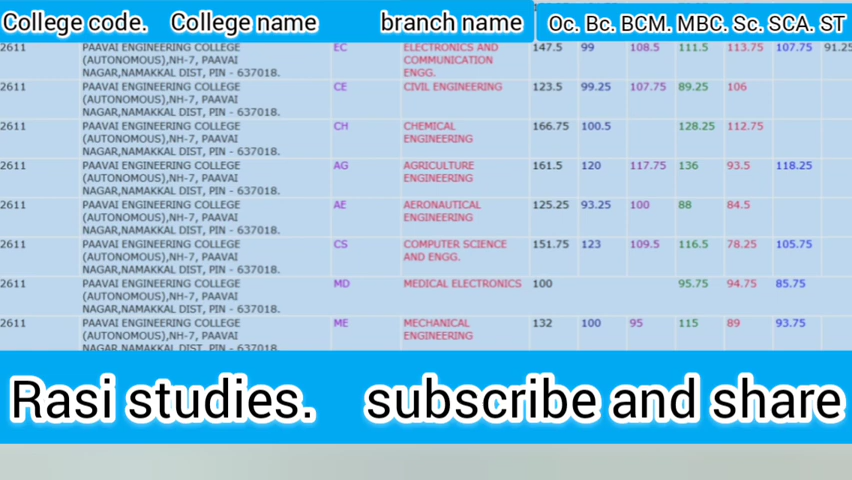 College code. College name branch name Oc. Bc. BCM. MBC. Sc. SCA. ST
2611 PAAVAI ENGINEERING COLLEGE EC ELECTRONICS AND 147.5 99 108.5 111.5 113.75 107.75 91.25
(AUTONOMOUS),NH-7, PAAVAI COMMUNICATION
NAGAR,NAMAKKAL DIST, PIN - 637018. ENGG.
2611 PAAVAI ENGINEERING COLLEGE CE CIVIL ENGINEERING 123.5 99.25 107.75 89.25 106
(AUTONOMOUS),NH-7, PAAVAI
NAGAR,NAMAKKAL DIST, PIN - 637018.
2611 PAAVAI ENGINEERING COLLEGE CH CHEMICAL 166.75 100.5 128.25 112.75
(AUTONOMOUS),NH-7, PAAVAI ENGINEERING
NAGAR,NAMAKKAL DIST, PIN - 637018.
2611 PAAVAI ENGINEERING COLLEGE AG AGRICULTURE 161.5 120 117.75 136 93.5 118.25
(AUTONOMOUS),NH-7, PAAVAI ENGINEERING
NAGAR,NAMAKKAL DIST, PIN - 637018.
2611 PAAVAI ENGINEERING COLLEGE AE AERONAUTICAL 125.25 93.25 100 88 84.5
(AUTONOMOUS),NH-7, PAAVAI ENGINEERING
NAGAR,NAMAKKAL DIST, PIN - 637018.
2611 PAAVAI ENGINEERING COLLEGE CS COMPUTER SCIENCE 151.75 123 109.5 116.5 78.25 105.75
(AUTONOMOUS),NH-7, PAAVAI AND ENGG.
NAGAR,NAMAKKAL DIST, PIN - 637018.
2611 PAAVAI ENGINEERING COLLEGE MD MEDICAL ELECTRONICS 100 95.75 94.75 85.75
(AUTONOMOUS),NH-7, PAAVAI
NAGAR,NAMAKKAL DIST, PIN - 637018.
2611 PAAVAI ENGINEERING COLLEGE ME MECHANICAL 132 100 95 115 89 93.75
(AUTONOMOUS),NH-7, PAAVAI ENGINEERING
NAGAR,NAMAKKAL DIST, PIN - 637018.
Rasi studies. subscribe and share